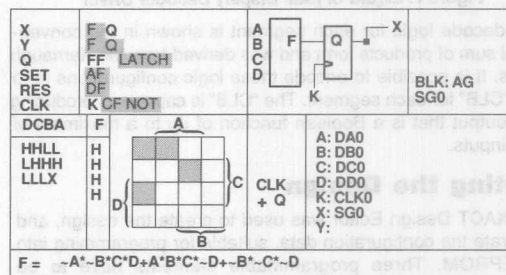 X F
Y F Q
Q FF LATCH
SET AF
RES DF
CLK K CF NOT
DCBA F
HHLL H
LHHH H
LLLX H
H
H
A
B
C
D
CLK
+ Q
A
B
C
D
K
Q
X
BLK: AG
SG0
A: DA0
B: DB0
C: DC0
D: DD0
K: CLK0
X: SG0
Y:
F = ~A*~B*C*D+A*B*C*~D+~B*~C*~D